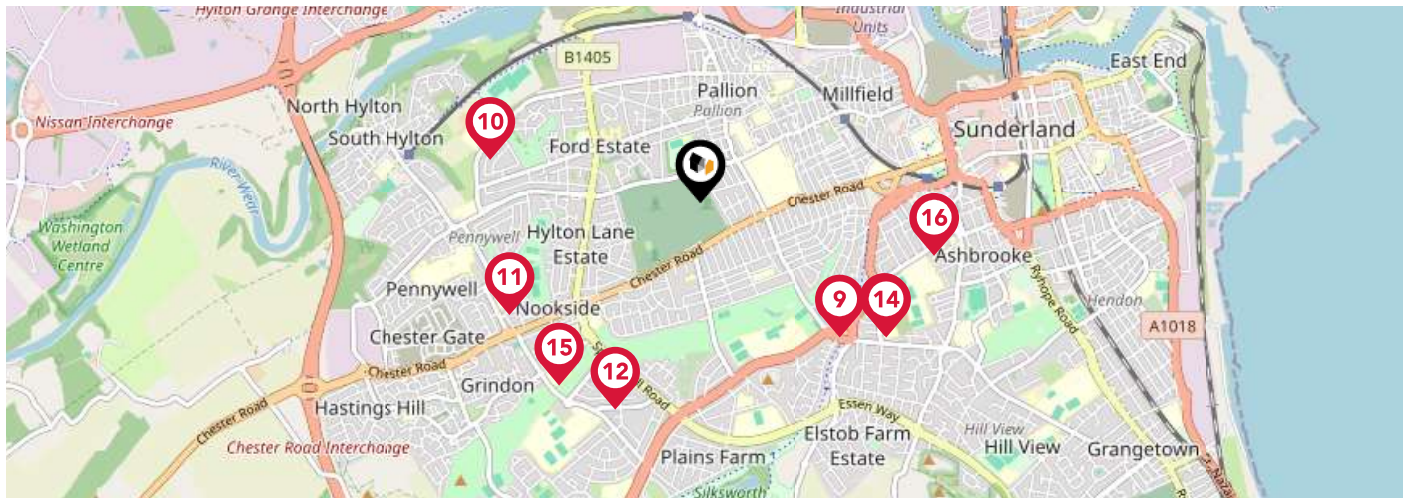 Hylton Grange Interchange
Industrial
Units
East End
B1405
Pallion
Pallion
Millfield
North Hylton
Nissan Interchange
South Hylton
10
Ford Estate
Sunderland
River Wear
Chester Road
16
Washington
Wetland
Centre
Pennywell
Hylton Lane
Estate
Chester Road
Ashbrooke
Ryhope Road
11
Pennywell
Nookside
9
14
Hendon
A1018
Chester Gate
15
12
Chester Road
Grindon
Hastings Hill
Chester Road
Essen Way
Chester Road Interchange
Elstob Farm
Estate
Hill View
Hill View
Grangetown
Plains Farm
Silksworth